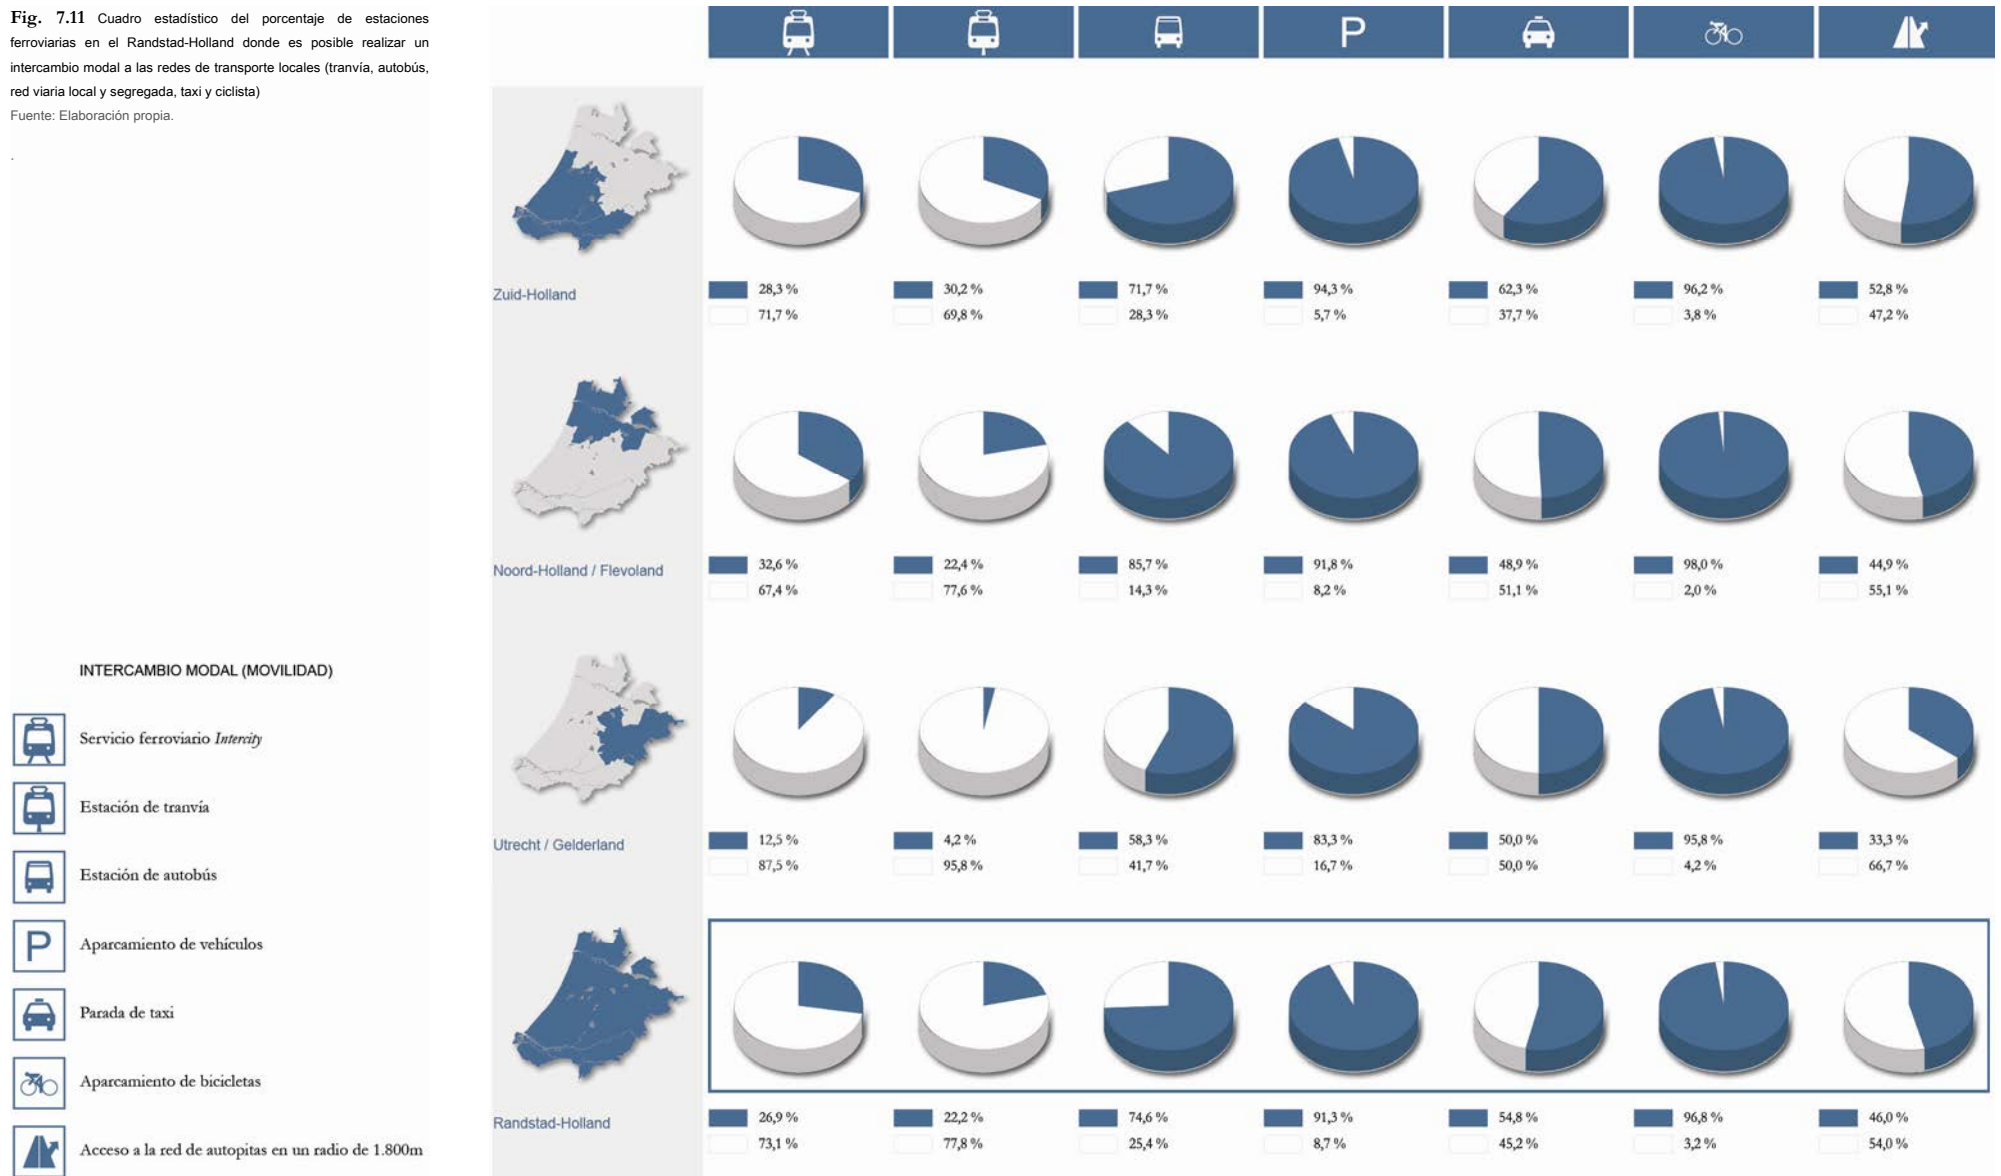 Fig. 7.11 Cuadro estadístico del porcentaje de estaciones
ferroviarias en el Randstad-Holland donde es posible realizar un
intercambio modal a las redes de transporte locales (tranvía, autobús,
red viaria local y segregada, taxi y ciclista)
Fuente: Elaboración propia.
.
P
Zuid-Holland
28,3 % 30,2 % 71,7 % 94,3 % 62,3 % 96,2 % 52,8 %
71,7 % 69,8 % 28,3 % 5,7 % 37,7 % 3,8 % 47,2 %
Noord-Holland / Flevoland
32,6 % 22,4 % 85,7 % 91,8 % 48,9 % 98,0 % 44,9 %
67,4 % 77,6 % 14,3 % 8,2 % 51,1 % 2,0 % 55,1 %
Utrecht / Gelderland
12,5 % 4,2 % 58,3 % 83,3 % 50,0 % 95,8 % 33,3 %
87,5 % 95,8 % 41,7 % 16,7 % 50,0 % 4,2 % 66,7 %
Randstad-Holland
26,9 % 22,2 % 74,6 % 91,3 % 54,8 % 96,8 % 46,0 %
73,1 % 77,8 % 25,4 % 8,7 % 45,2 % 3,2 % 54,0 %
INTERCAMBIO MODAL (MOVILIDAD)
Servicio ferroviario Intercity
Estación de tranvía
Estación de autobús
P Aparcamiento de vehículos
Parada de taxi
Aparcamiento de bicicletas
Acceso a la red de autopitas en un radio de 1.800m